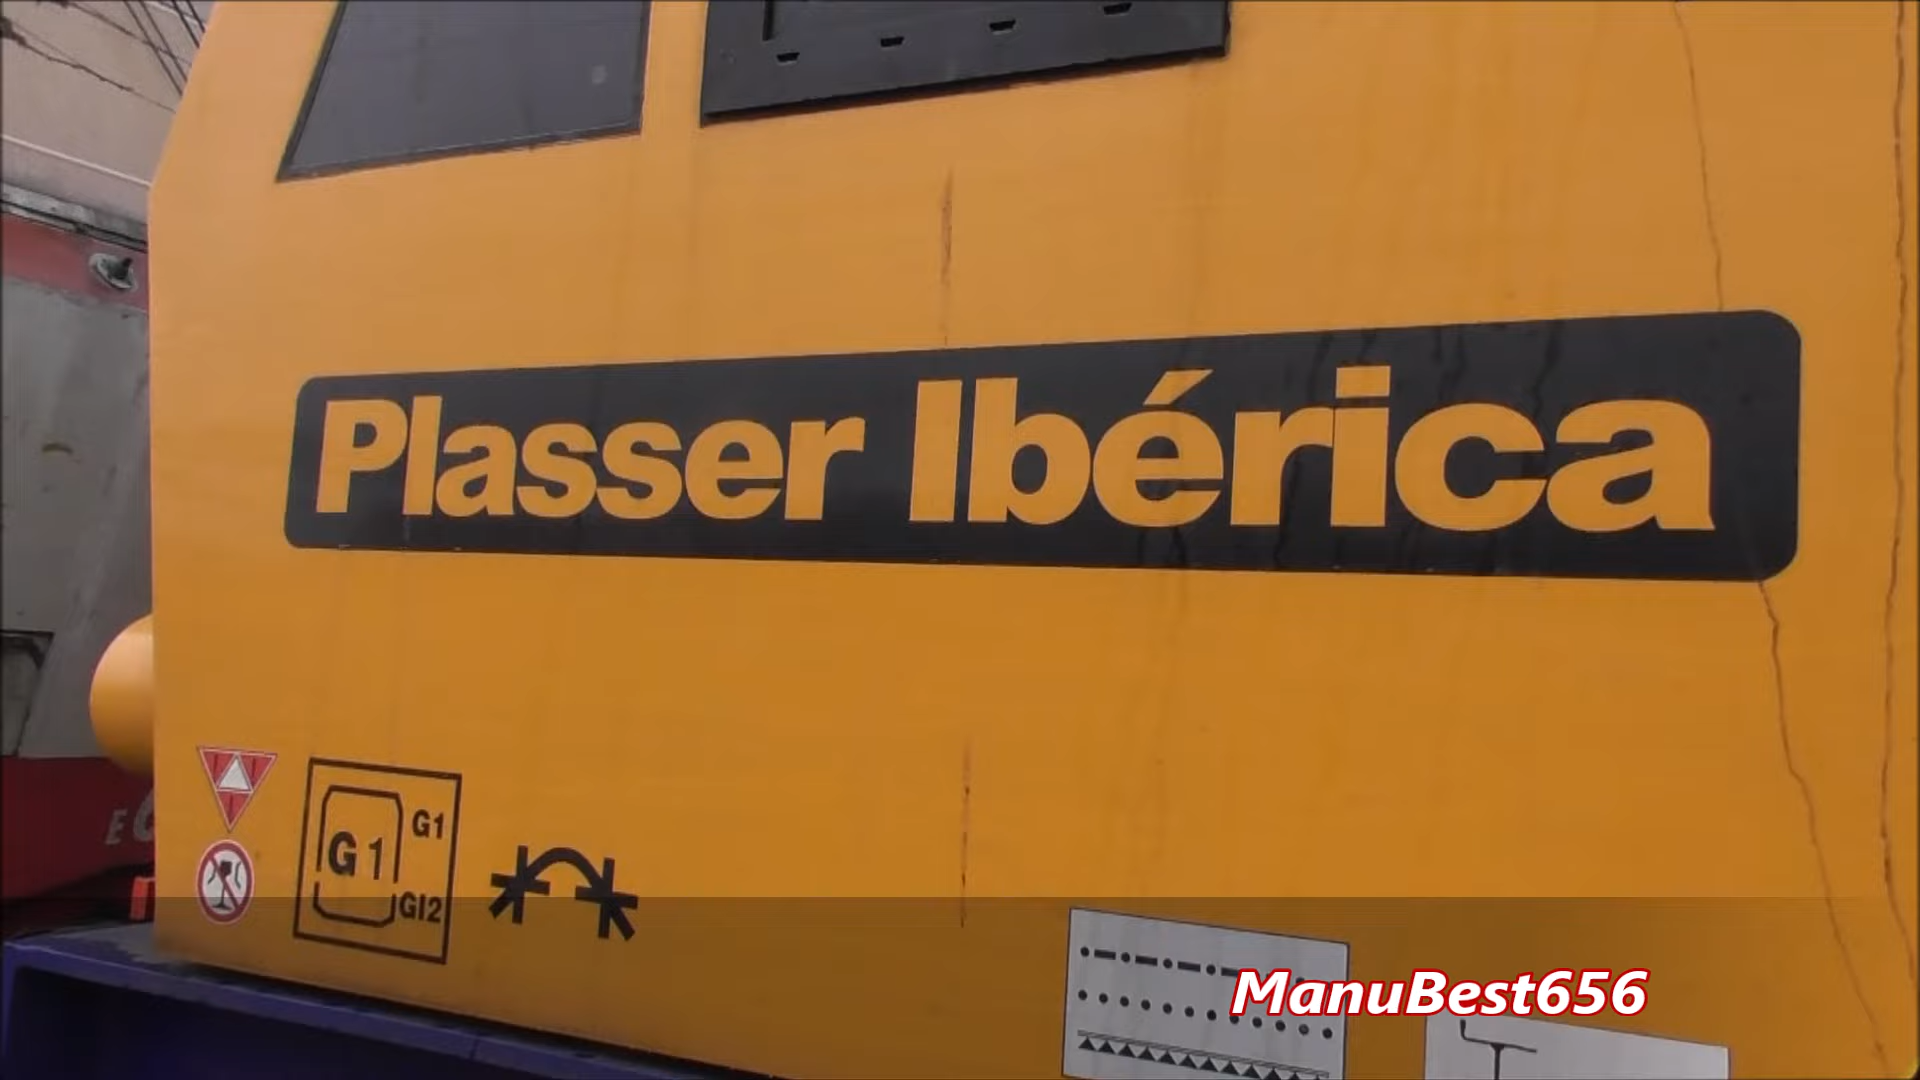 Plasser Ibérica
G1
G1
GI2
E
ManuBest656